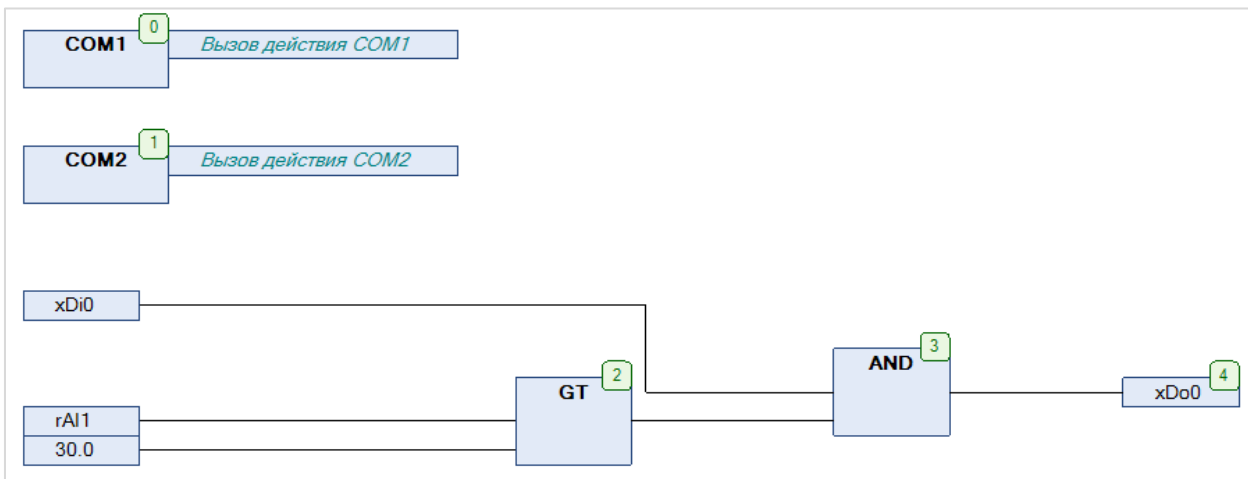 0
COM1 Вызов действия COM1
1
COM2 Вызов действия COM2
xDi0
3
AND
2
GT
4
xDo0
rAI1
30.0